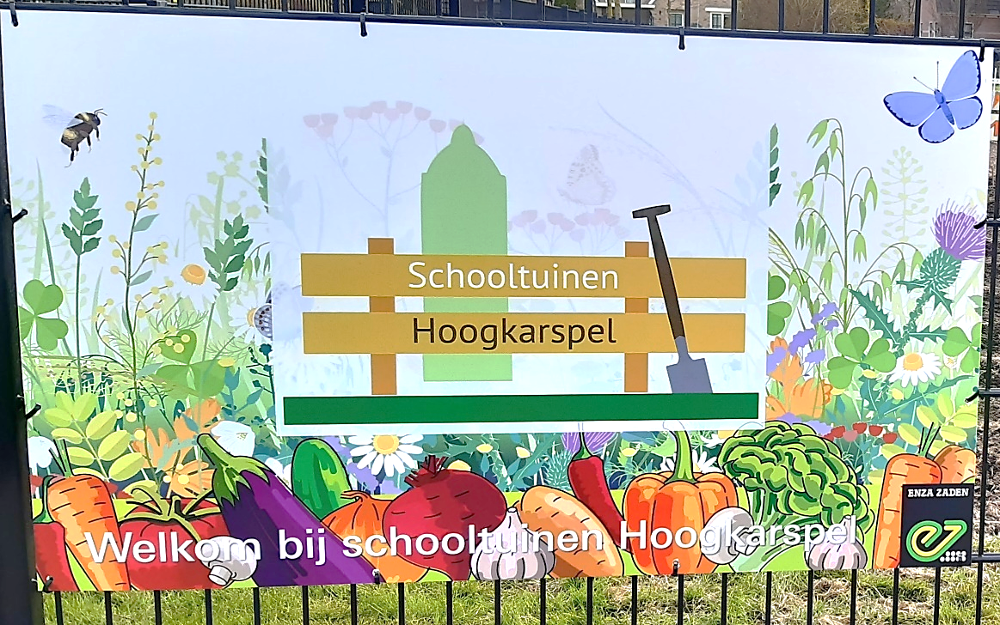 Schooltuinen
Hoogkarspel
ENZA ZADEN
Welkom bij schooltuinen Hoogkarspel